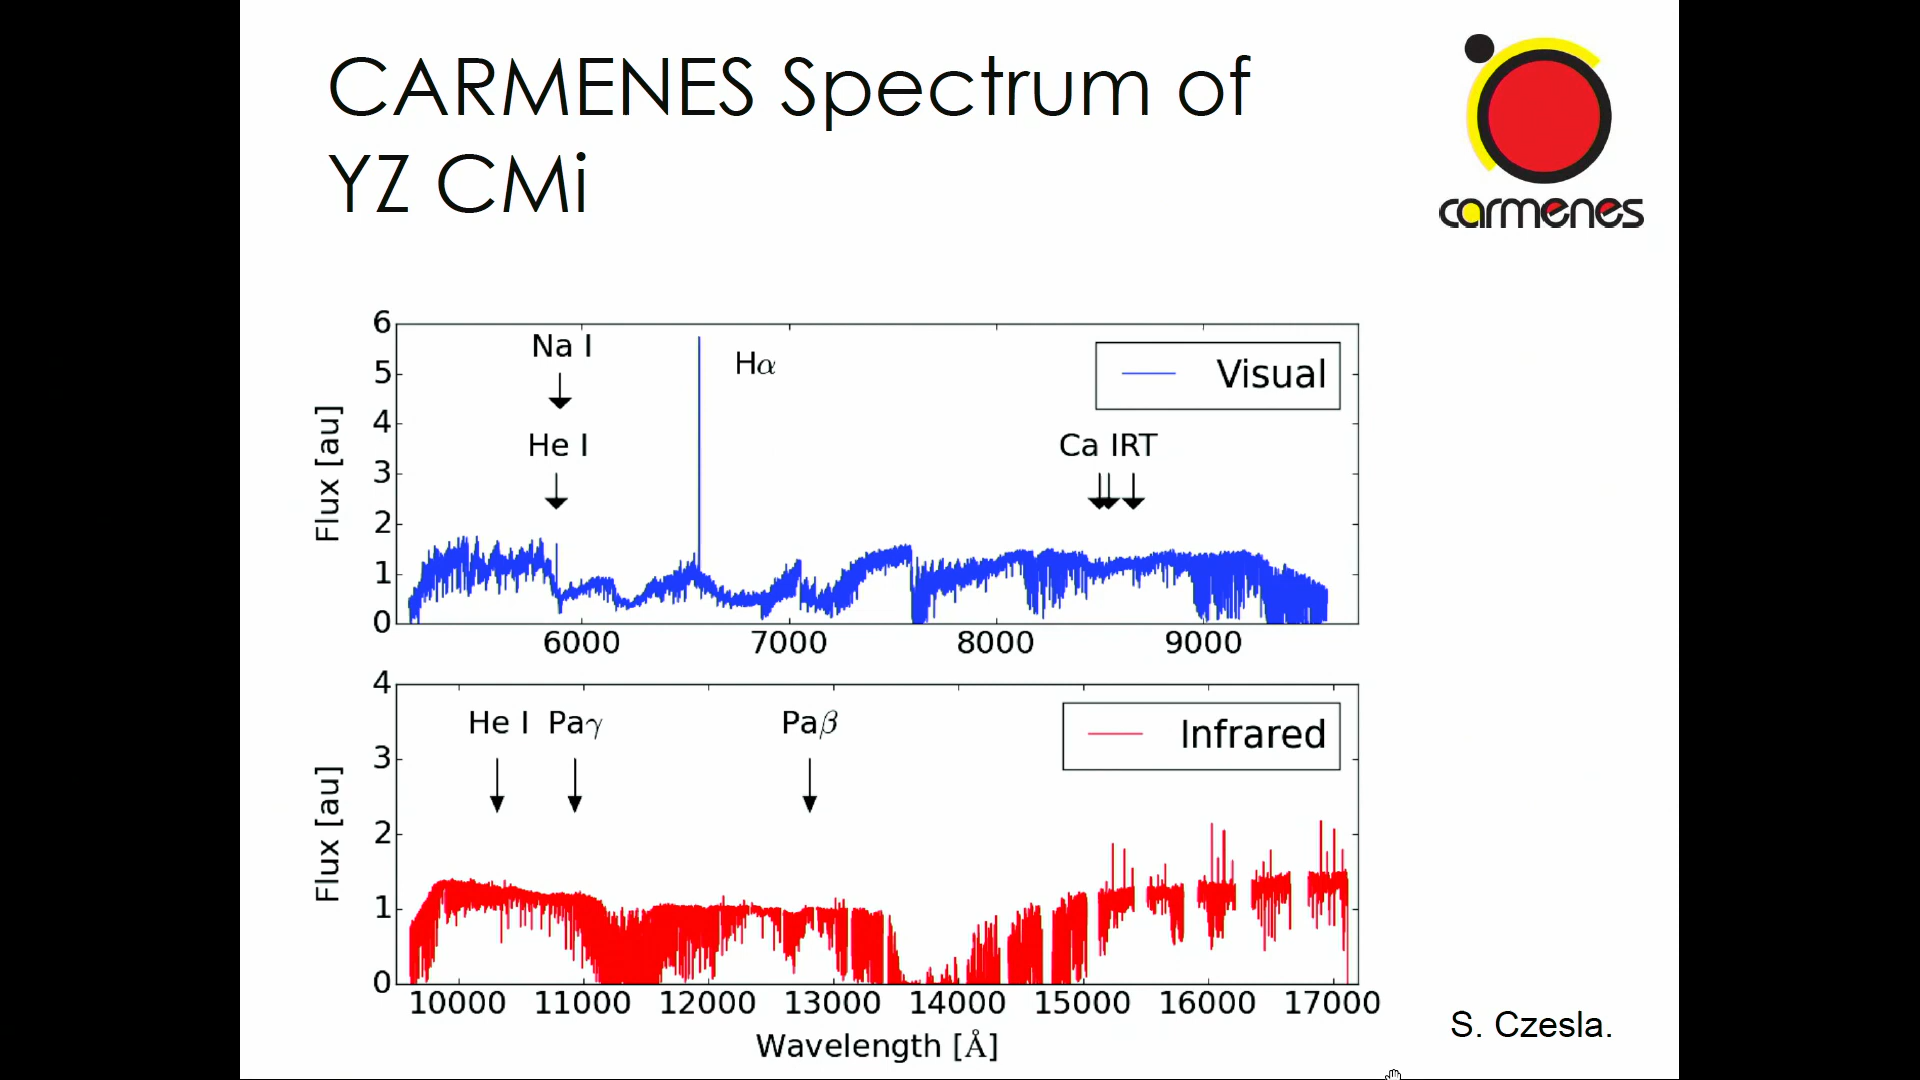 CARMENES Spectrum of
YZ CMi
carmenes
6
5
4
3
2
1
0
Flux [au]
Na I
He I
Hα
Ca IRT
Visual
6000 7000 8000 9000
4
3
2
1
0
Flux [au]
He I Paγ Paβ
Infrared
10000 11000 12000 13000 14000 15000 16000 17000
Wavelength [Å]
S. Czesla.